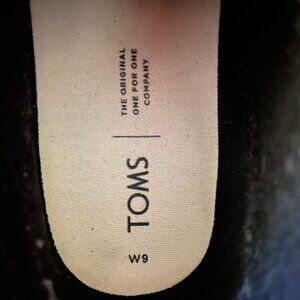 THE ORIGINAL
ONE FOR ONE
COMPANY
TOMS
W9